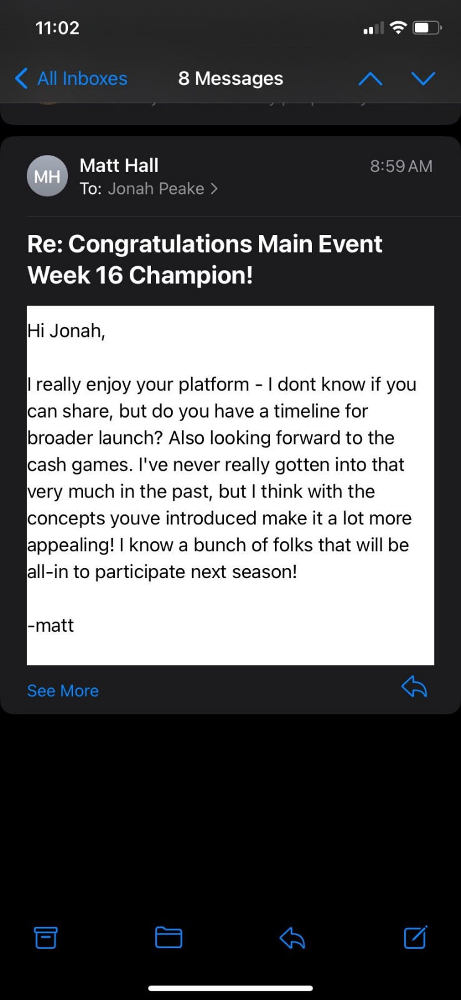 11:02
All Inboxes
8 Messages
MH
Matt Hall
8:59 AM
To: Jonah Peake
Re: Congratulations Main Event
Week 16 Champion!
Hi Jonah,
I really enjoy your platform - I dont know if you
can share, but do you have a timeline for
broader launch? Also looking forward to the
cash games. I've never really gotten into that
very much in the past, but I think with the
concepts youve introduced make it a lot more
appealing! I know a bunch of folks that will be
all-in to participate next season!
-matt
See More